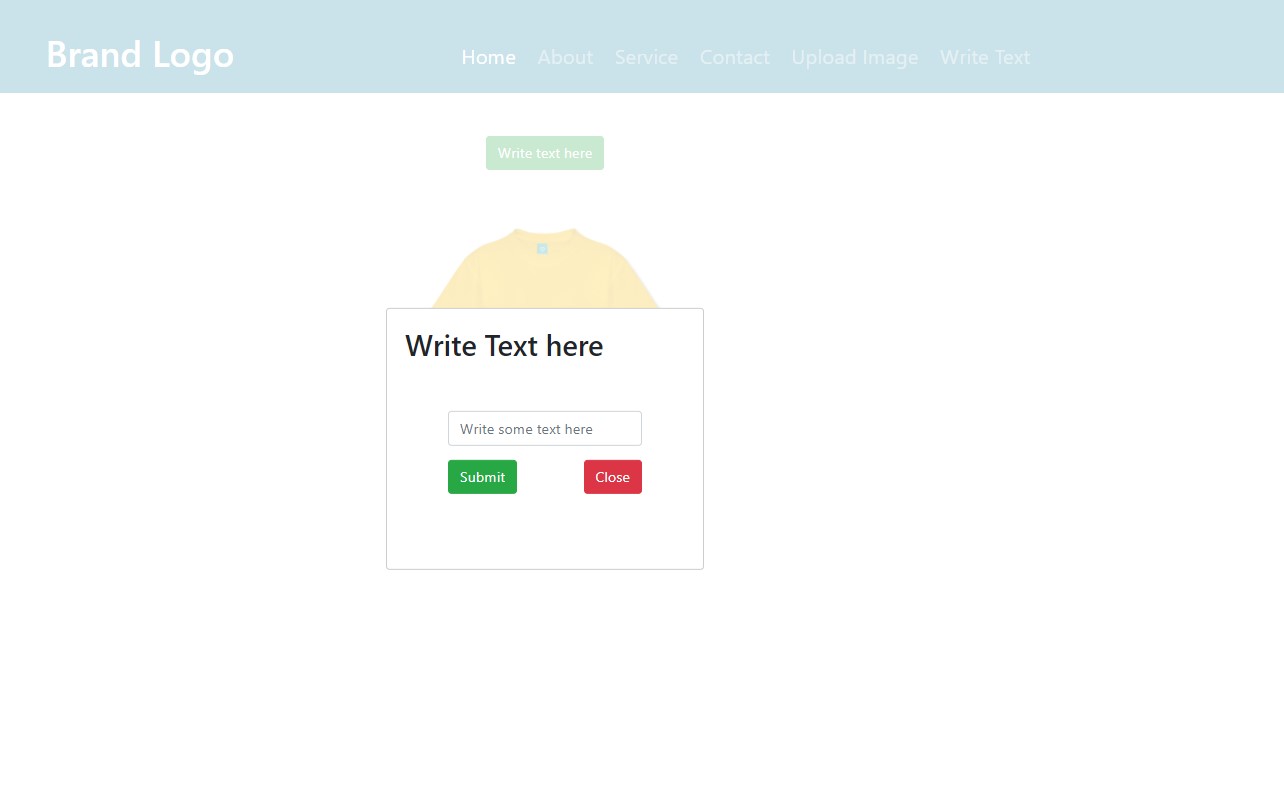 Brand Logo
Home About Service Contact Upload Image Write Text
Write text here
Write Text here
Write some text here
Submit Close